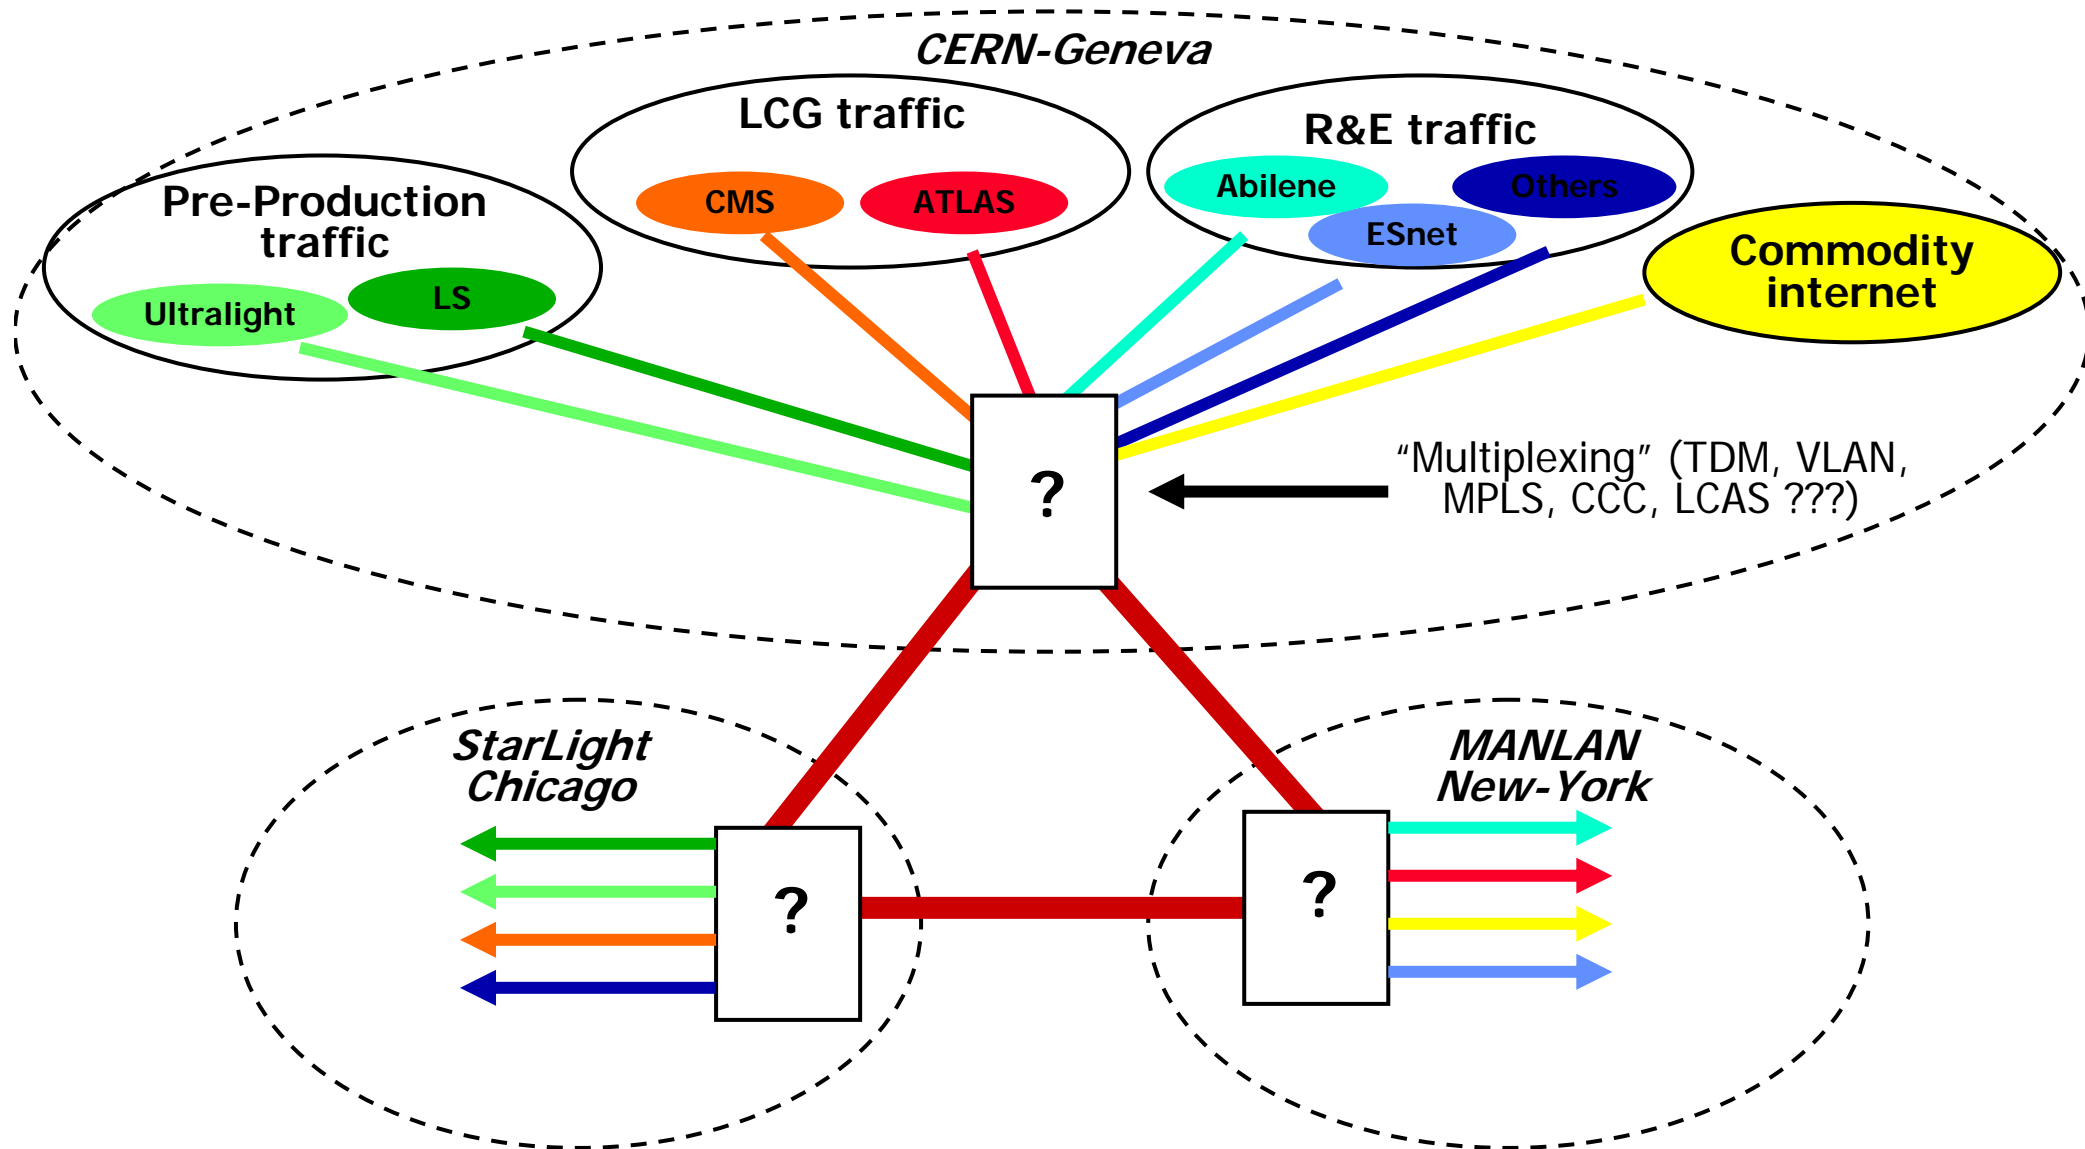 CERN-Geneva
LCG traffic
CMS
ATLAS
R&E traffic
Abilene
Others
ESnet
Pre-Production
traffic
Ultralight
LS
Commodity
internet
?
“Multiplexing” (TDM, VLAN,
MPLS, CCC, LCAS ???)
StarLight
Chicago
?
MANLAN
New-York
?